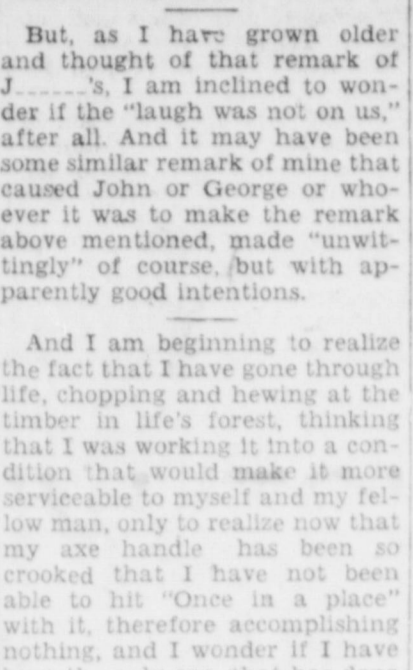 But, as I have grown older
and thought of that remark of
J______'s, I am inclined to won-
der if the "laugh was not on us,"
after all. And it may have been
some similar remark of mine that
caused John or George or who-
ever it was to make the remark
above mentioned, made "unwit-
tingly" of course, but with ap-
parently good intentions.
And I am beginning to realize
the fact that I have gone through
life, chopping and hewing at the
timber in life's forest, thinking
that I was working it into a con-
dition that would make it more
serviceable to myself and my fel-
low man, only to realize now that
my axe handle has been so
crooked that I have not been
able to hit "Once in a place"
with it, therefore accomplishing
nothing, and I wonder if I have